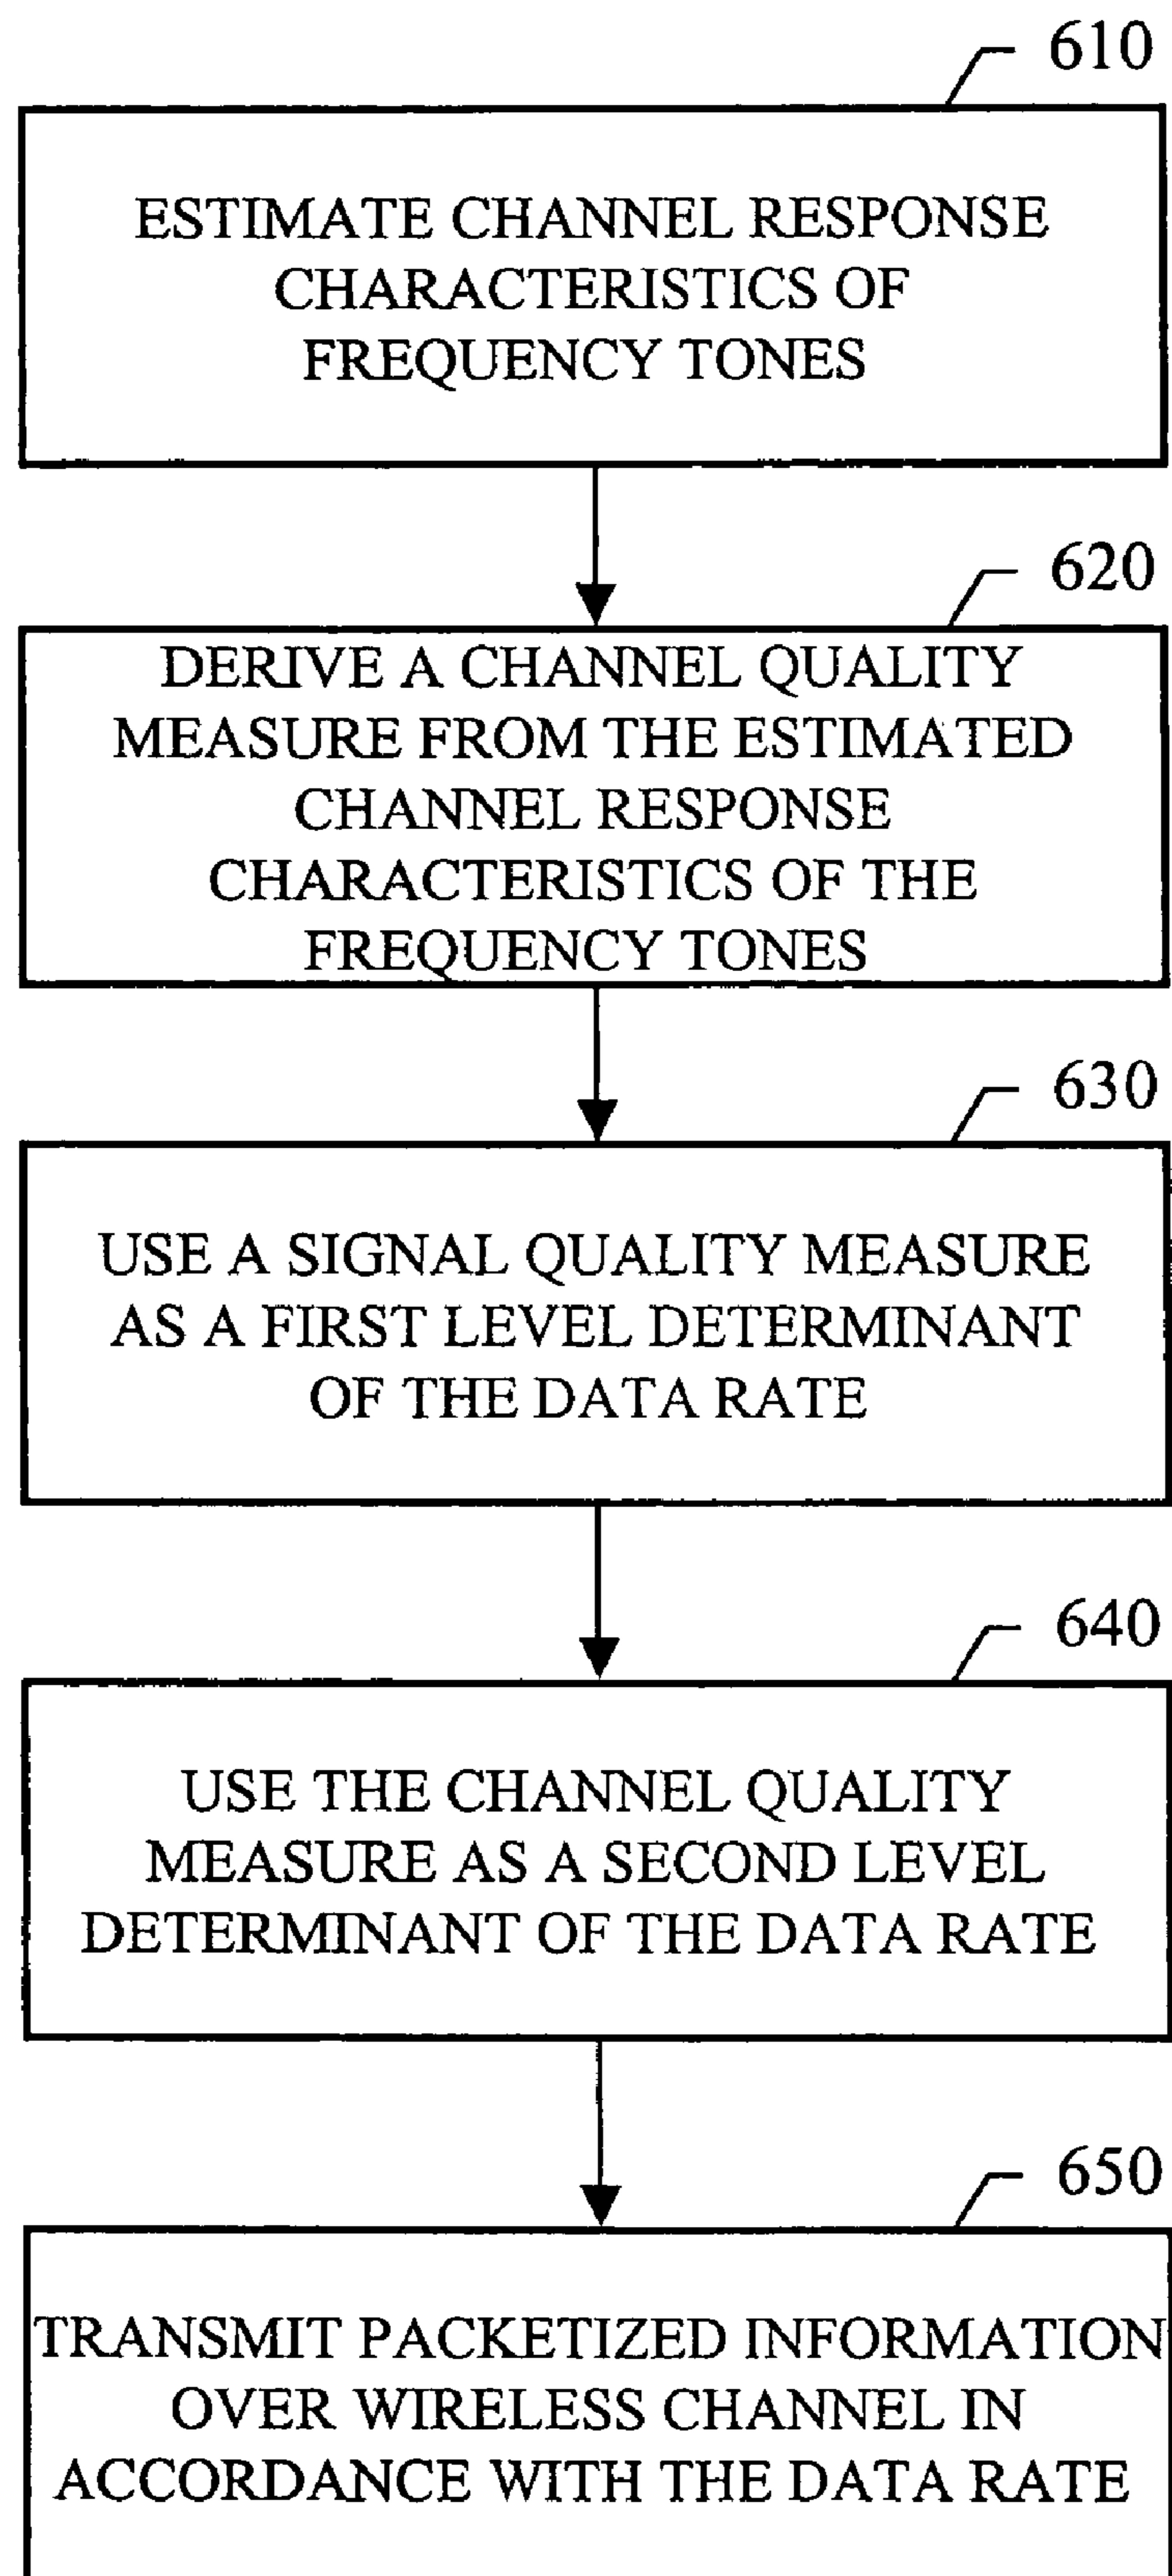 610
ESTIMATE CHANNEL RESPONSE
CHARACTERISTICS OF
FREQUENCY TONES
620
DERIVE A CHANNEL QUALITY
MEASURE FROM THE ESTIMATED
CHANNEL RESPONSE
CHARACTERISTICS OF THE
FREQUENCY TONES
630
USE A SIGNAL QUALITY MEASURE
AS A FIRST LEVEL DETERMINANT
OF THE DATA RATE
640
USE THE CHANNEL QUALITY
MEASURE AS A SECOND LEVEL
DETERMINANT OF THE DATA RATE
650
TRANSMIT PACKETIZED INFORMATION
OVER WIRELESS CHANNEL IN
ACCORDANCE WITH THE DATA RATE